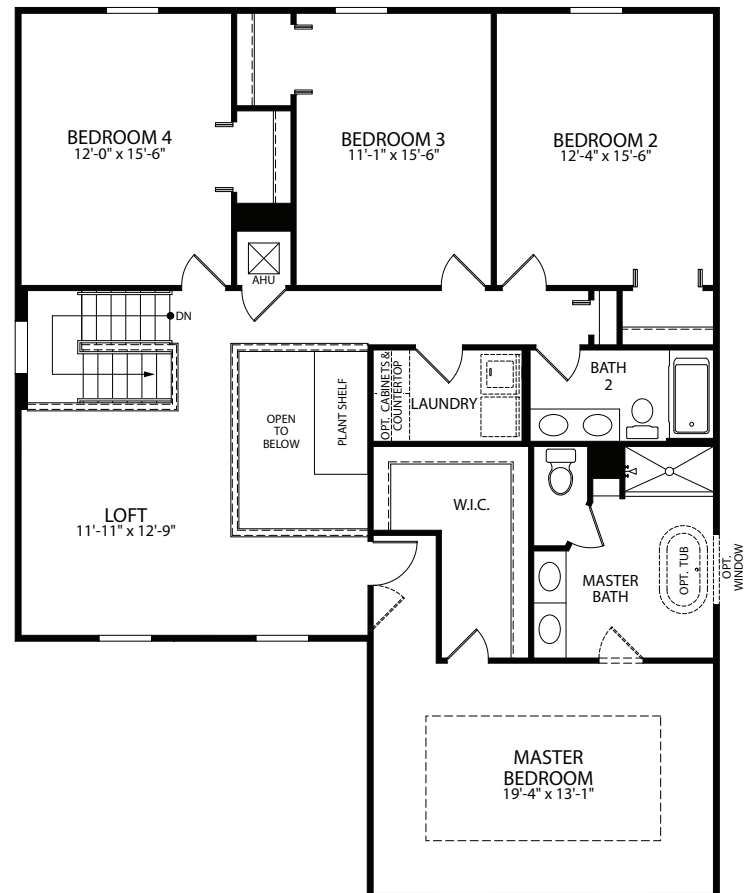 BEDROOM 4
12'-0" x 15'-6"
BEDROOM 3
11'-1" x 15'-6"
BEDROOM 2
12'-4" x 15'-6"
AHU
DN
OPEN
TO
BELOW
PLANT SHELF
OPT. CABINETS &
COUNTERTOP
LAUNDRY
BATH
2
LOFT
11'-11" x 12'-9"
W.I.C.
MASTER
BATH
OPT. TUB
OPT.
WINDOW
MASTER
BEDROOM
19'-4" x 13'-1"